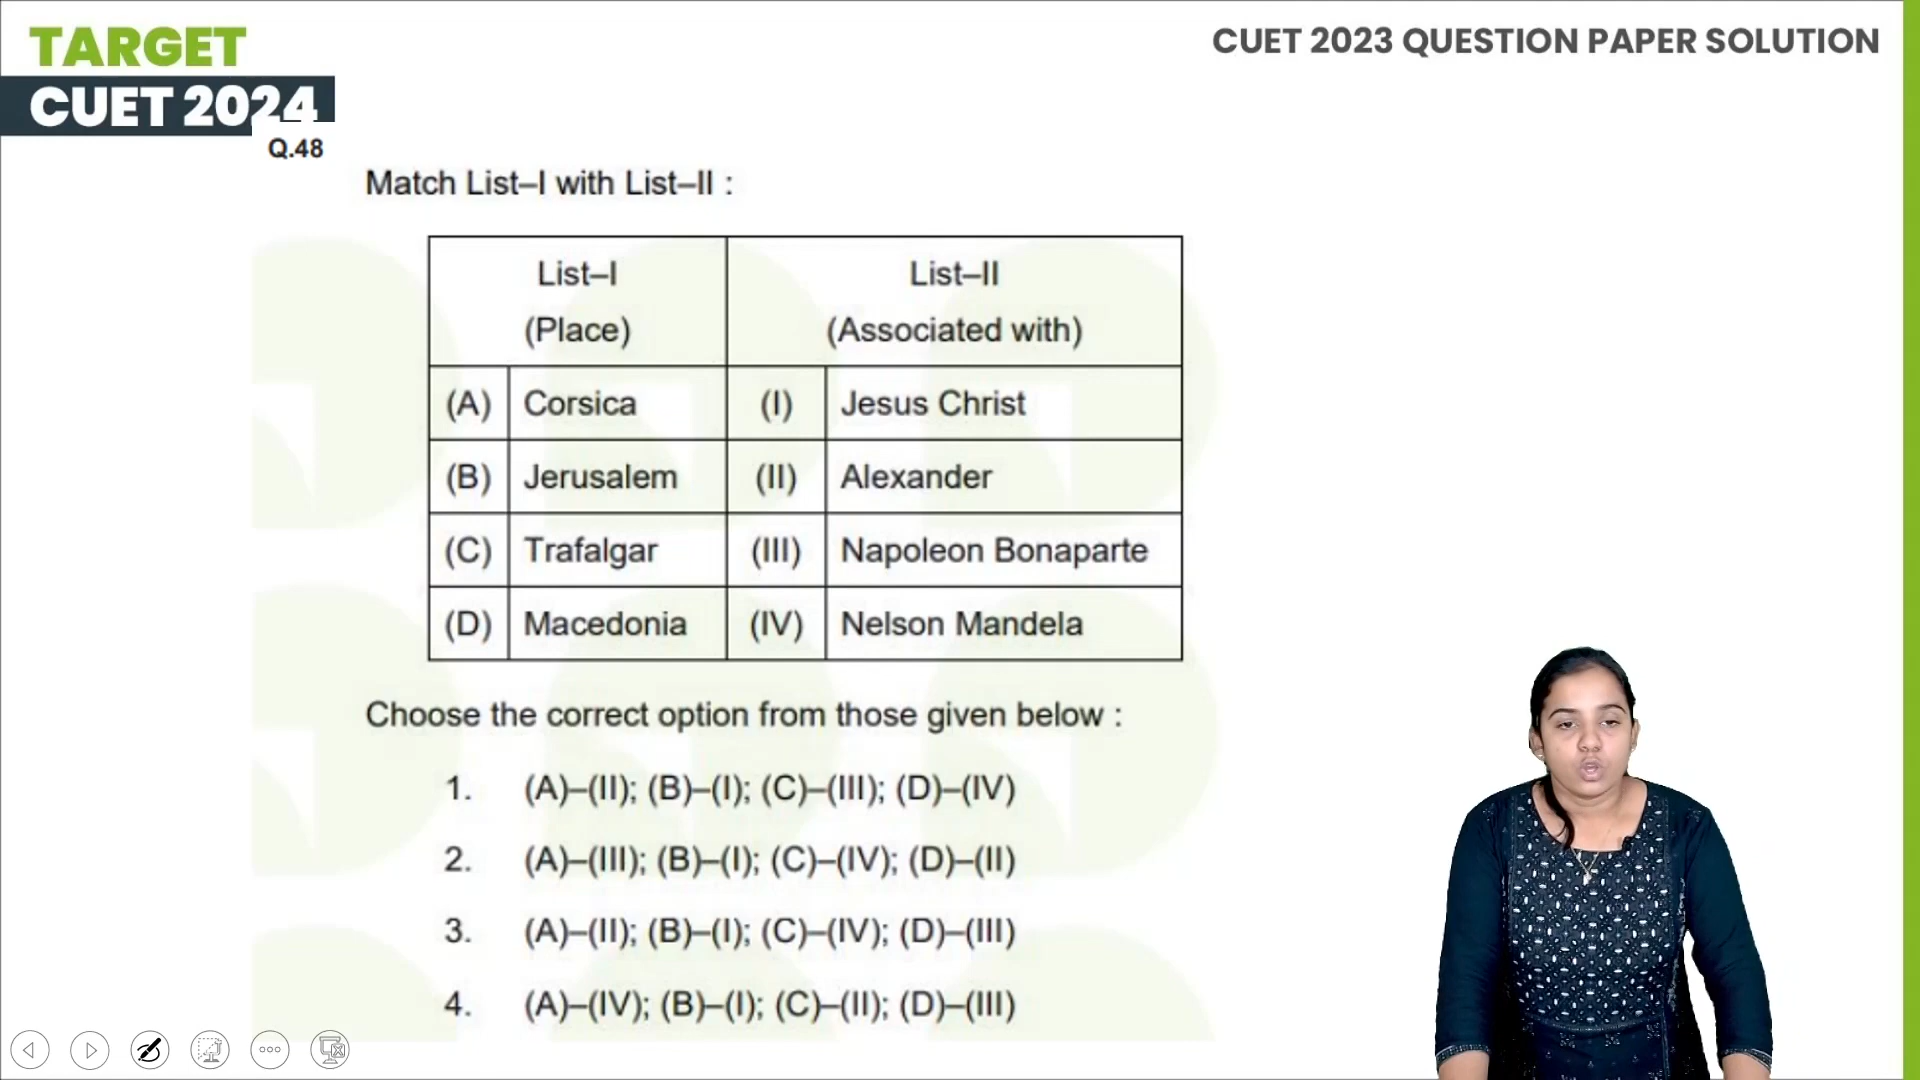 TARGET
CUET 2024
CUET 2023 QUESTION PAPER SOLUTION
Q.48
Match List–I with List–II :
List–I List–II
(Place) (Associated with)
(A) Corsica (I) Jesus Christ
(B) Jerusalem (II) Alexander
(C) Trafalgar (III) Napoleon Bonaparte
(D) Macedonia (IV) Nelson Mandela
Choose the correct option from those given below :
1. (A)–(II); (B)–(I); (C)–(III); (D)–(IV)
2. (A)–(III); (B)–(I); (C)–(IV); (D)–(II)
3. (A)–(II); (B)–(I); (C)–(IV); (D)–(III)
4. (A)–(IV); (B)–(I); (C)–(II); (D)–(III)